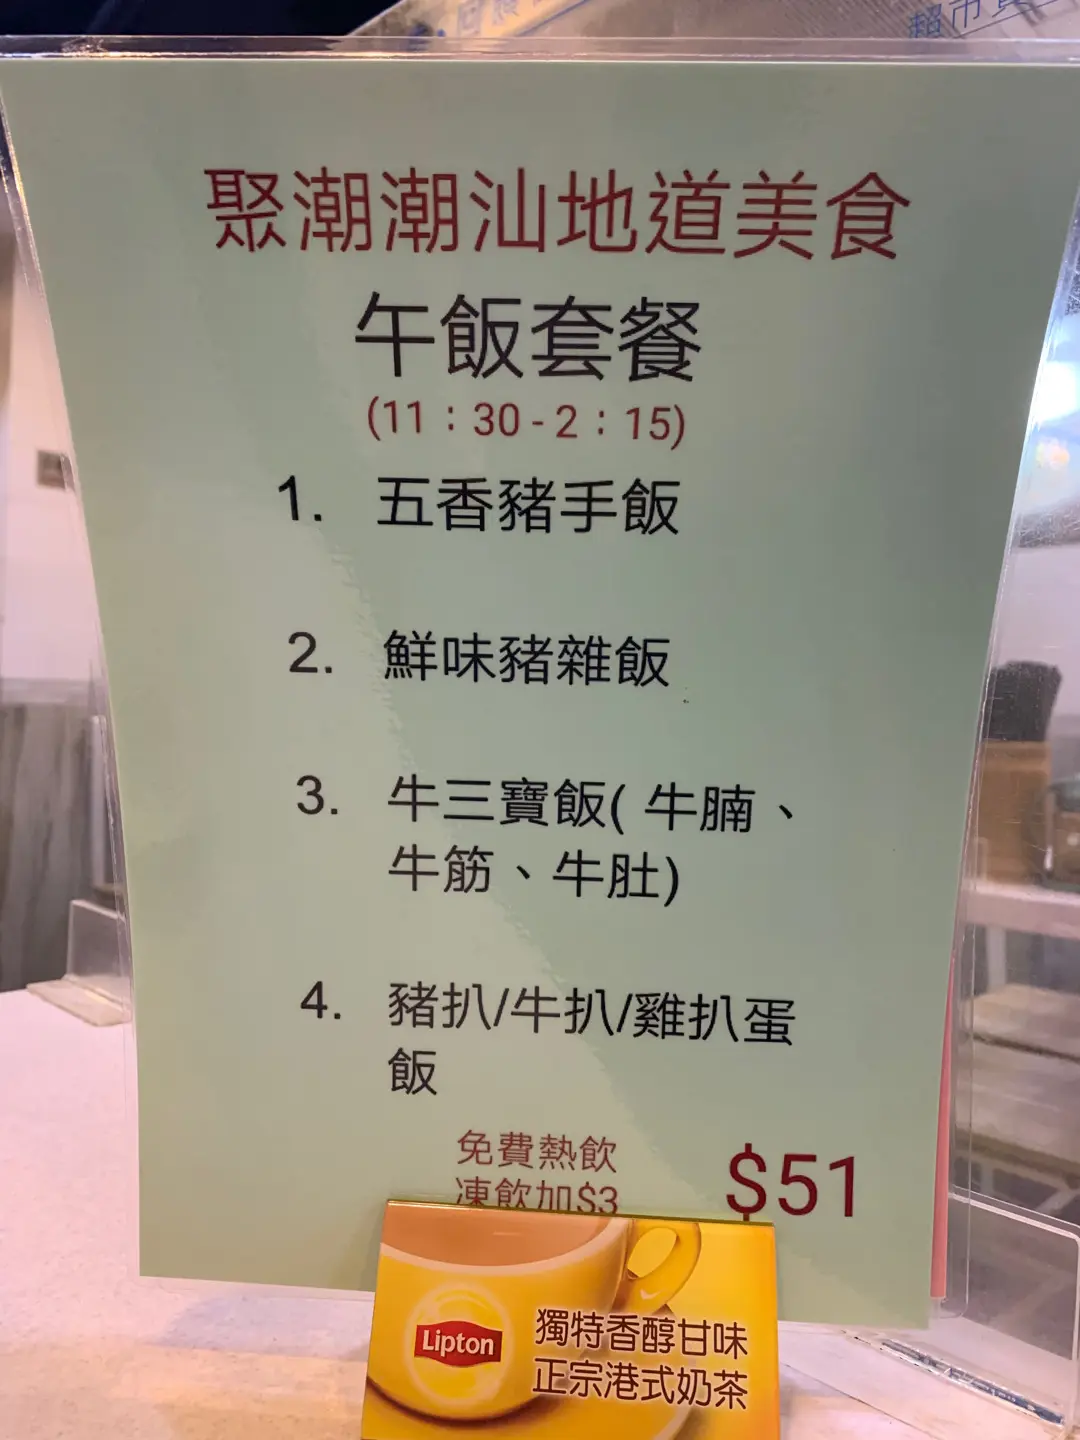 超市
聚潮潮汕地道美食
午飯套餐
(11：30-2：15)
1. 五香豬手飯
2. 鮮味豬雜飯
3. 牛三寶飯( 牛腩、
牛筋、牛肚)
4. 豬扒/牛扒/雞扒蛋
飯
免費熱飲
凍飲加$3
$51
Lipton
獨特香醇甘味
正宗港式奶茶